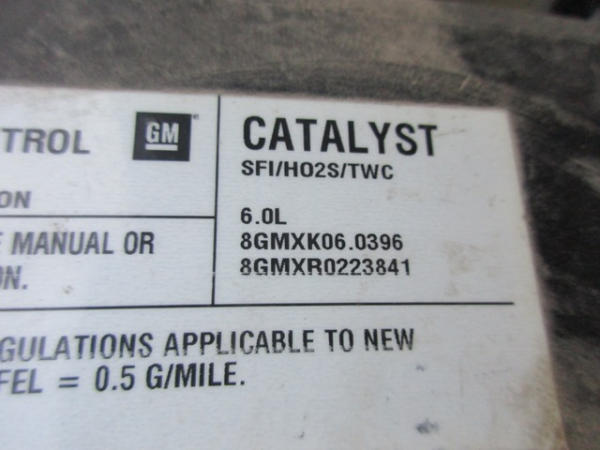 TROL GM CATALYST
SFI/HO2S/TWC
ON
6.0L
MANUAL OR 8GMXK06.0396
N. 8GMXR0223841
GULATIONS APPLICABLE TO NEW
FEL = 0.5 G/MILE.